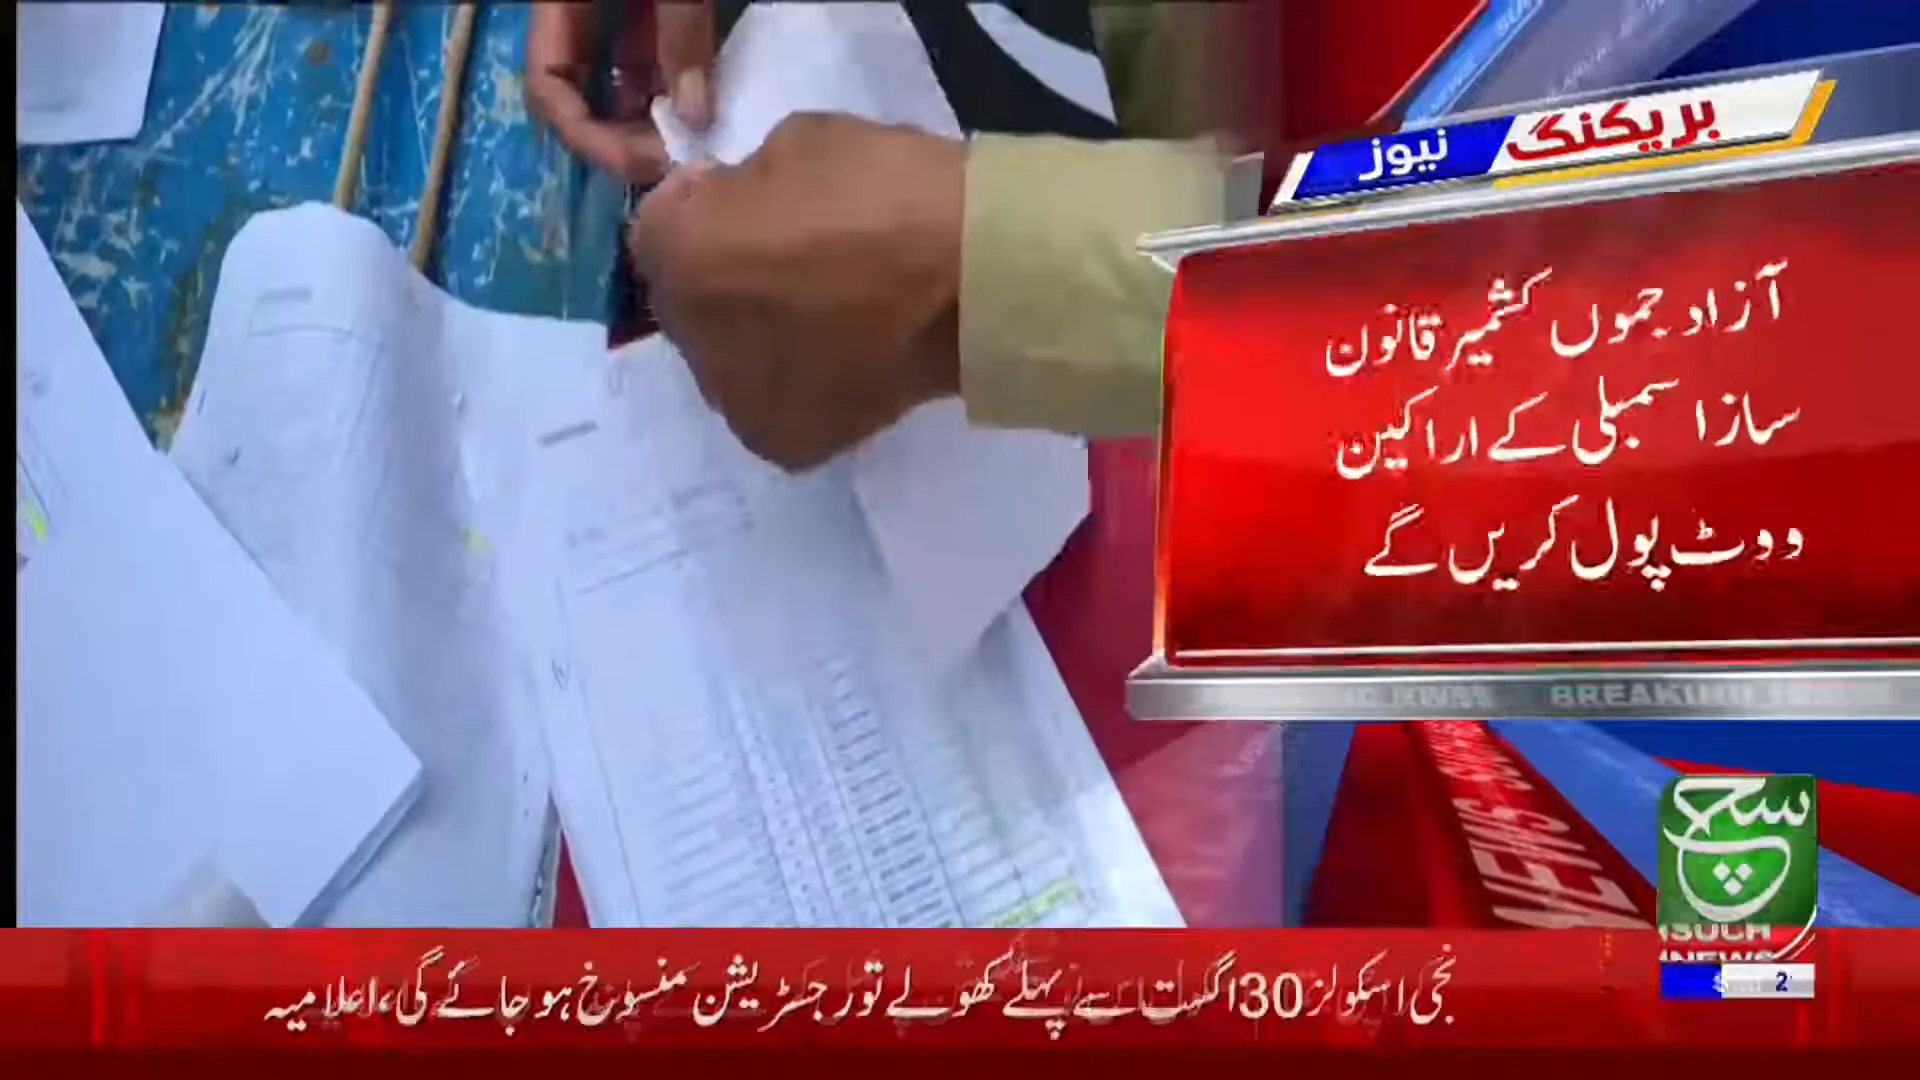 بریکنگ نیوز
آزاد جموں کشمیر قانون
ساز اسمبلی کے اراکین
ووٹ پول کریں گے
BREAKING
NEWS
سچ
SUCH
NEWS
نجی اسکولز 30 اگست سے پہلے کھولے تو رجسٹریشن منسوخ ہو جائے گی، اعلامیہ